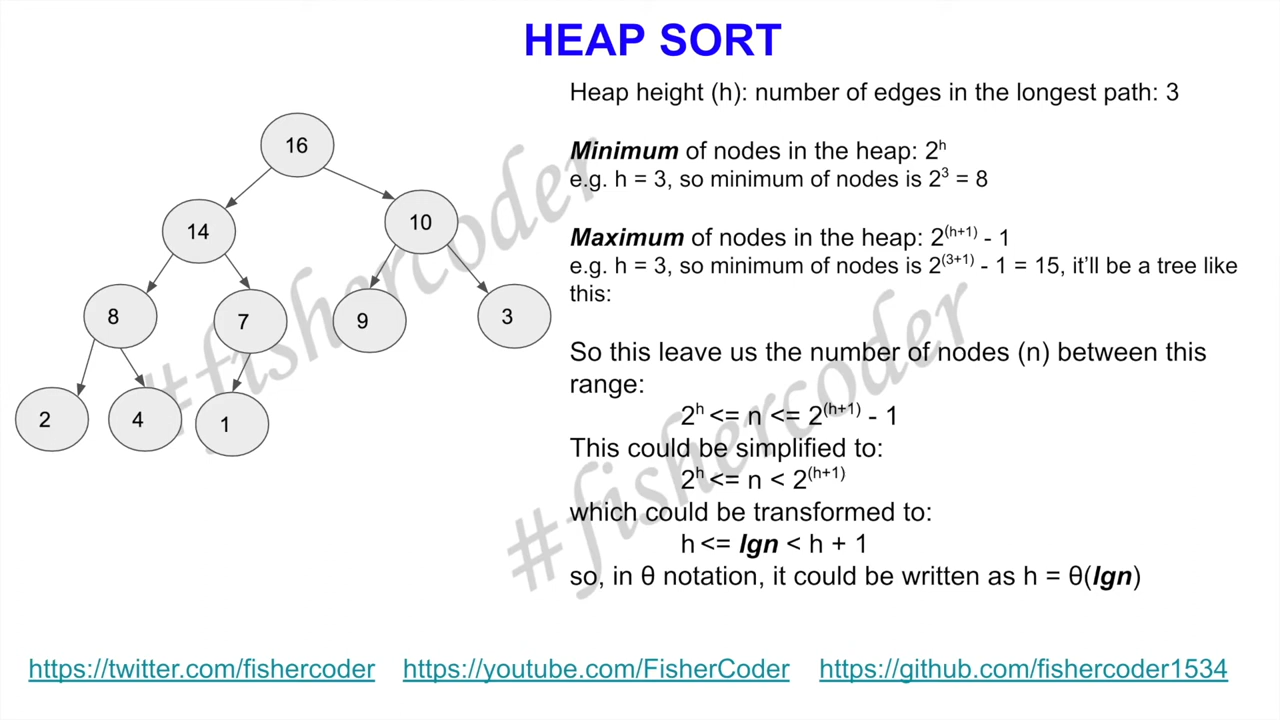 HEAP SORT
Heap height (h): number of edges in the longest path: 3
Minimum of nodes in the heap: 2^h
e.g. h = 3, so minimum of nodes is 2^3 = 8
Maximum of nodes in the heap: 2^(h+1) - 1
e.g. h = 3, so minimum of nodes is 2^(3+1) - 1 = 15, it'll be a tree like
this:
So this leave us the number of nodes (n) between this
range:
2^h <= n <= 2^(h+1) - 1
This could be simplified to:
2^h <= n < 2^(h+1)
which could be transformed to:
h <= lgn < h + 1
so, in θ notation, it could be written as h = θ(lgn)
16
14
10
8
7
9
3
2
4
1
#fishercoder
#fishercoder
https://twitter.com/fishercoder
https://youtube.com/FisherCoder
https://github.com/fishercoder1534